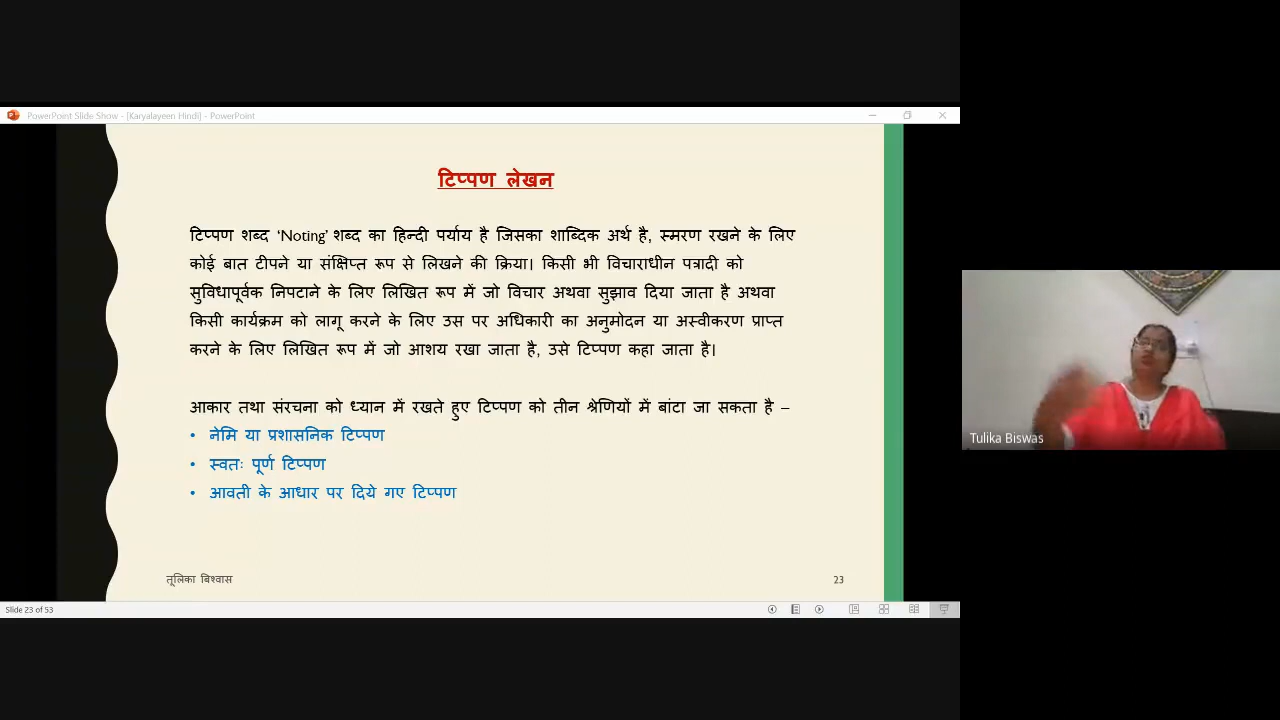 PowerPoint Slide Show - [Karyalayeen Hindi] - PowerPoint
टिप्पण लेखन
टिप्पण शब्द ‘Noting’ शब्द का हिन्दी पर्याय है जिसका शाब्दिक अर्थ है, स्मरण रखने के लिए
कोई बात टीपने या संक्षिप्त रूप से लिखने की क्रिया। किसी भी विचाराधीन पत्रादी को
सुविधापूर्वक निपटाने के लिए लिखित रूप में जो विचार अथवा सुझाव दिया जाता है अथवा
किसी कार्यक्रम को लागू करने के लिए उस पर अधिकारी का अनुमोदन या अस्वीकरण प्राप्त
करने के लिए लिखित रूप में जो आशय रखा जाता है, उसे टिप्पण कहा जाता है।
आकार तथा संरचना को ध्यान में रखते हुए टिप्पण को तीन श्रेणियों में बांटा जा सकता है –
• नेमि या प्रशासनिक टिप्पण
• स्वतः पूर्ण टिप्पण
• आवती के आधार पर दिये गए टिप्पण
तूलिका बिश्वास
23
Slide 23 of 53
Tulika Biswas